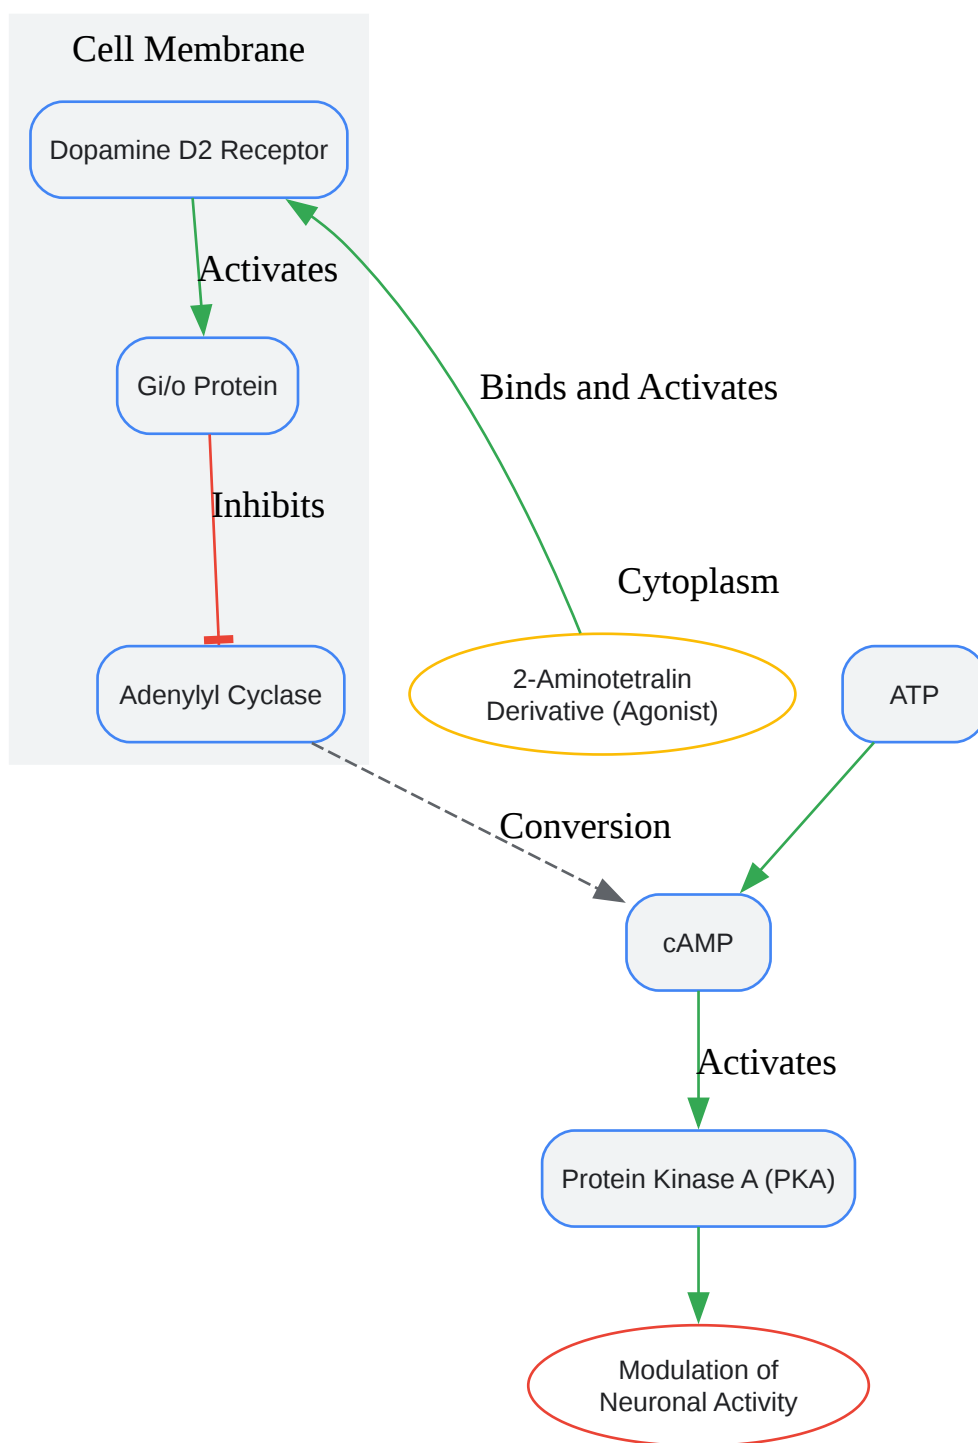 Cell Membrane
Dopamine D2 Receptor
Activates
Gi/o Protein
Binds and Activates
Inhibits
Cytoplasm
Adenylyl Cyclase
2-Aminotetralin
Derivative (Agonist)
ATP
Conversion
cAMP
Activates
Protein Kinase A (PKA)
Modulation of
Neuronal Activity